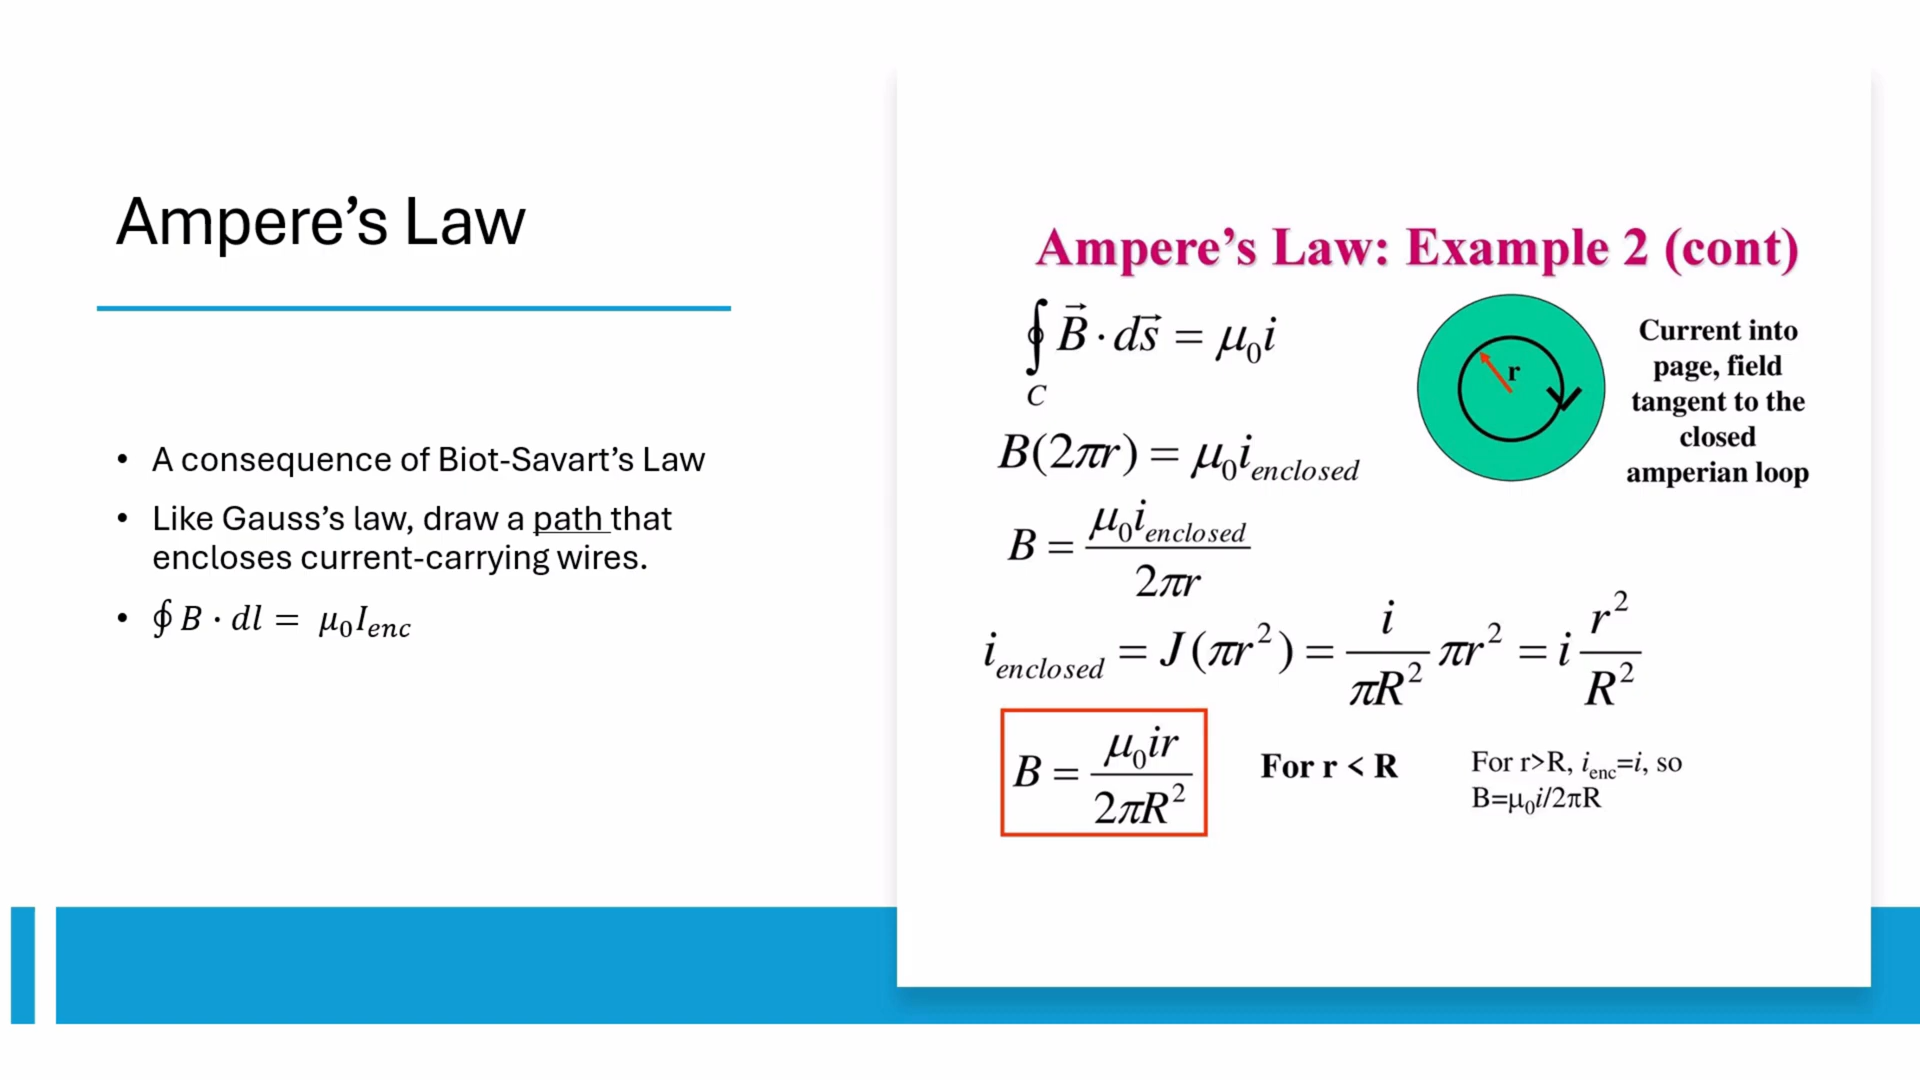 Ampere’s Law
• A consequence of Biot-Savart’s Law
• Like Gauss’s law, draw a path that
encloses current-carrying wires.
• ∮ B · dl = μ₀I_enc
Ampere’s Law: Example 2 (cont)
∮_C B⃗ · ds⃗ = μ₀i
B(2πr) = μ₀i_enclosed
B = μ₀i_enclosed / 2πr
i_enclosed = J(πr²) = i/πR² πr² = i r²/R²
B = μ₀ir / 2πR²
For r < R
For r>R, i_enc=i, so
B=μ₀i/2πR
r
Current into
page, field
tangent to the
closed
amperian loop